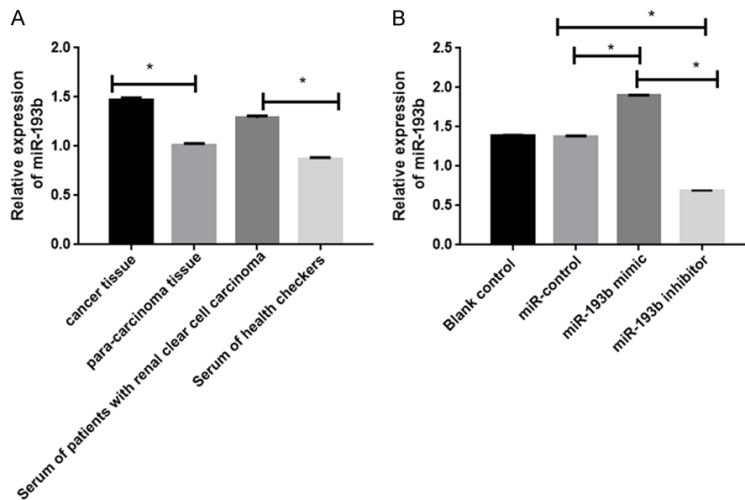 A
Relative expression
of miR-193b
2.0
1.5
1.0
0.5
0.0
*
*
cancer tissue
para-carcinoma tissue
Serum of patients with renal clear cell carcinoma
Serum of health checkers
B
Relative expression
of miR-193b
2.5
2.0
1.5
1.0
0.5
0.0
*
*
*
Blank control
miR-control
miR-193b mimic
miR-193b inhibitor